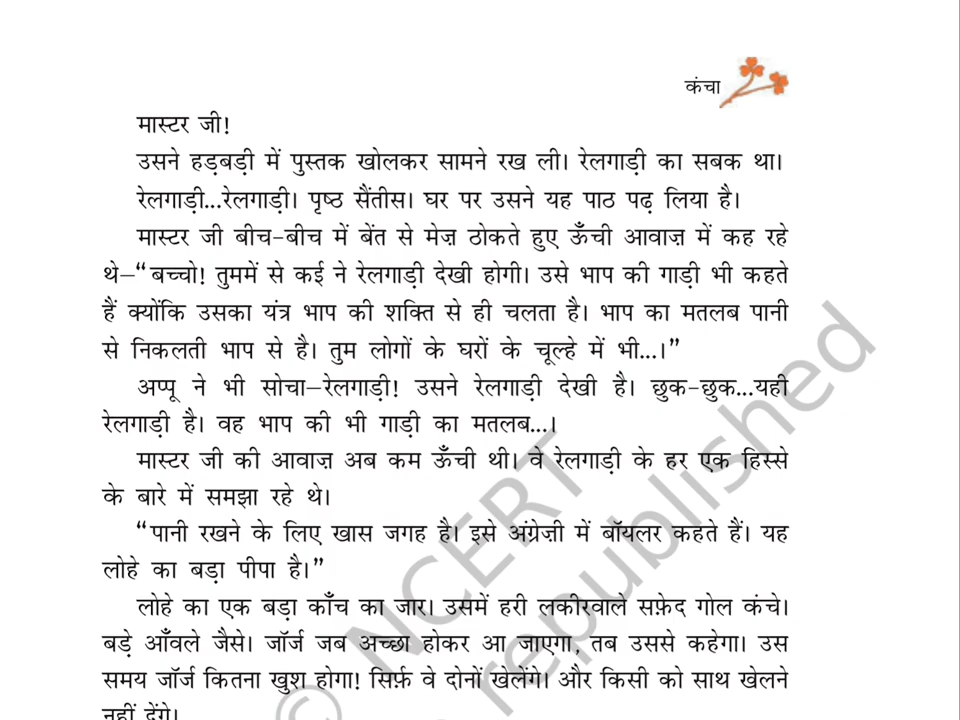 कंचा
मास्टर जी!
उसने हड़बड़ी में पुस्तक खोलकर सामने रख ली। रेलगाड़ी का सबक था।
रेलगाड़ी...रेलगाड़ी। पृष्ठ सैंतीस। घर पर उसने यह पाठ पढ़ लिया है।
मास्टर जी बीच-बीच में बेंत से मेज़ ठोकते हुए ऊँची आवाज़ में कह रहे
थे–“बच्चो! तुममें से कई ने रेलगाड़ी देखी होगी। उसे भाप की गाड़ी भी कहते
हैं क्योंकि उसका यंत्र भाप की शक्ति से ही चलता है। भाप का मतलब पानी
से निकलती भाप से है। तुम लोगों के घरों के चूल्हे में भी...।”
अप्पू ने भी सोचा–रेलगाड़ी! उसने रेलगाड़ी देखी है। छुक-छुक...यही
रेलगाड़ी है। वह भाप की भी गाड़ी का मतलब...।
मास्टर जी की आवाज़ अब कम ऊँची थी। वे रेलगाड़ी के हर एक हिस्से
के बारे में समझा रहे थे।
“पानी रखने के लिए खास जगह है। इसे अंग्रेज़ी में बॉयलर कहते हैं। यह
लोहे का बड़ा पीपा है।”
लोहे का एक बड़ा काँच का जार। उसमें हरी लकीरवाले सफ़ेद गोल कंचे।
बड़े आँवले जैसे। जॉर्ज जब अच्छा होकर आ जाएगा, तब उससे कहेगा। उस
समय जॉर्ज कितना खुश होगा! सिर्फ़ वे दोनों खेलेंगे। और किसी को साथ खेलने
नहीं देंगे।
© NCERT
republished